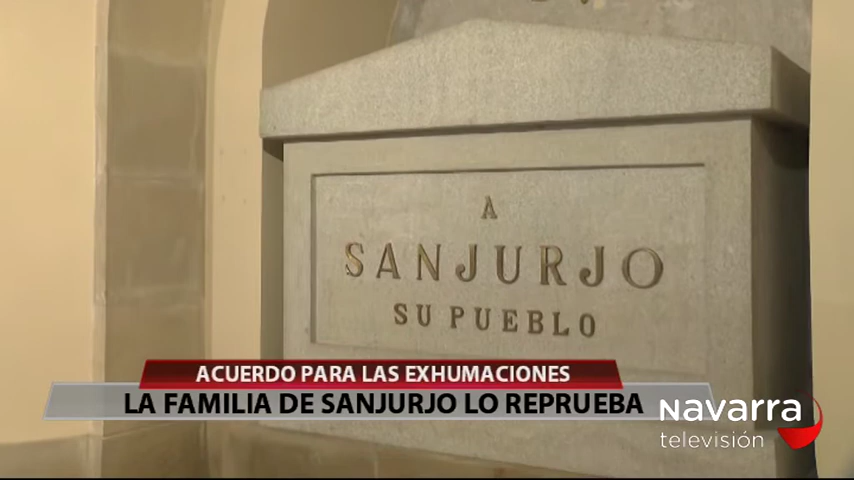 A
SANJURJO
SU PUEBLO
ACUERDO PARA LAS EXHUMACIONES
LA FAMILIA DE SANJURJO LO REPRUEBA
Navarra
televisión